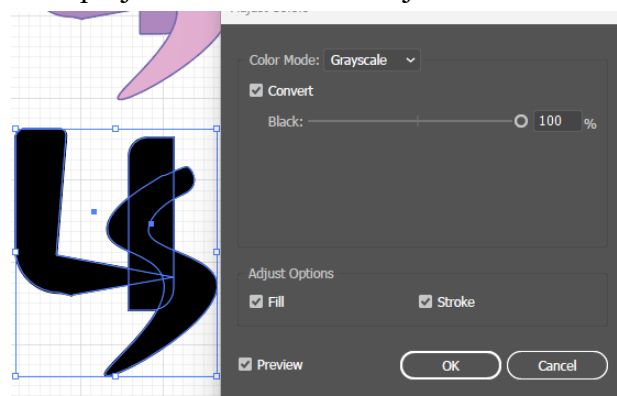 Color Mode: Grayscale
Convert
Black: 100 %
Adjust Options
Fill Stroke
Preview OK Cancel